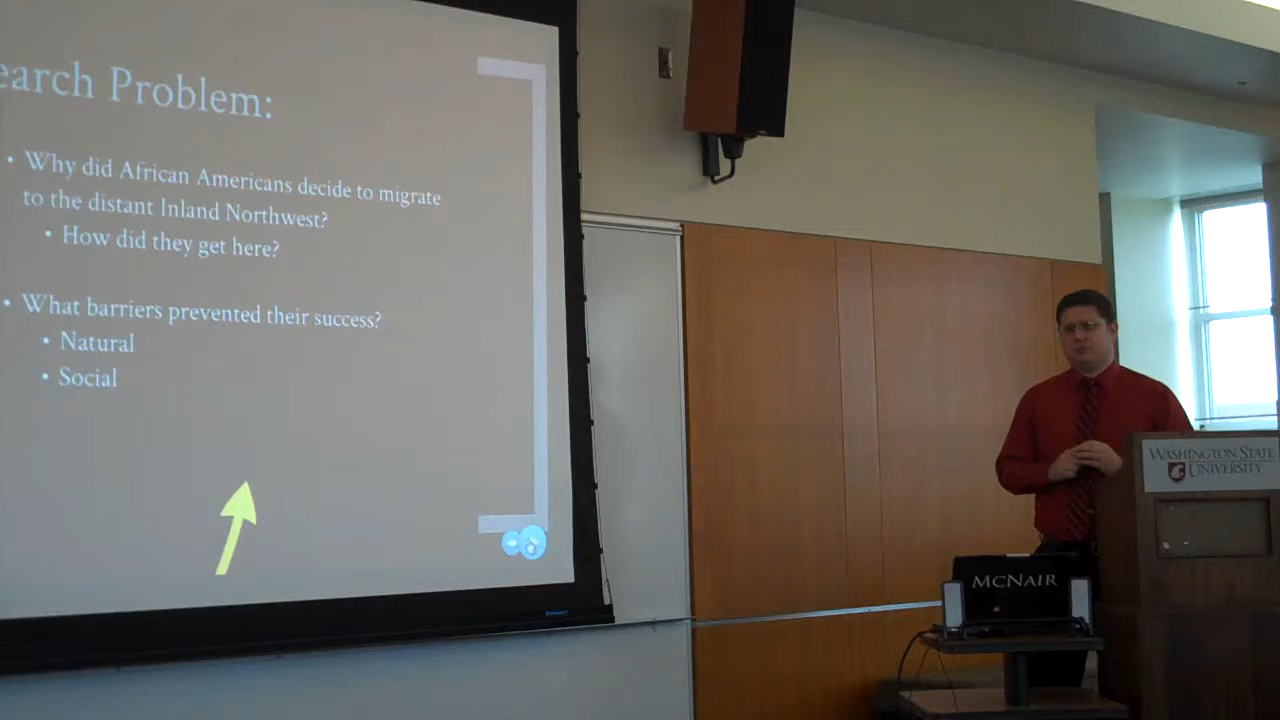 earch Problem:
• Why did African Americans decide to migrate
to the distant Inland Northwest?
• How did they get here?
• What barriers prevented their success?
• Natural
• Social
WASHINGTON STATE
UNIVERSITY
MCNAIR